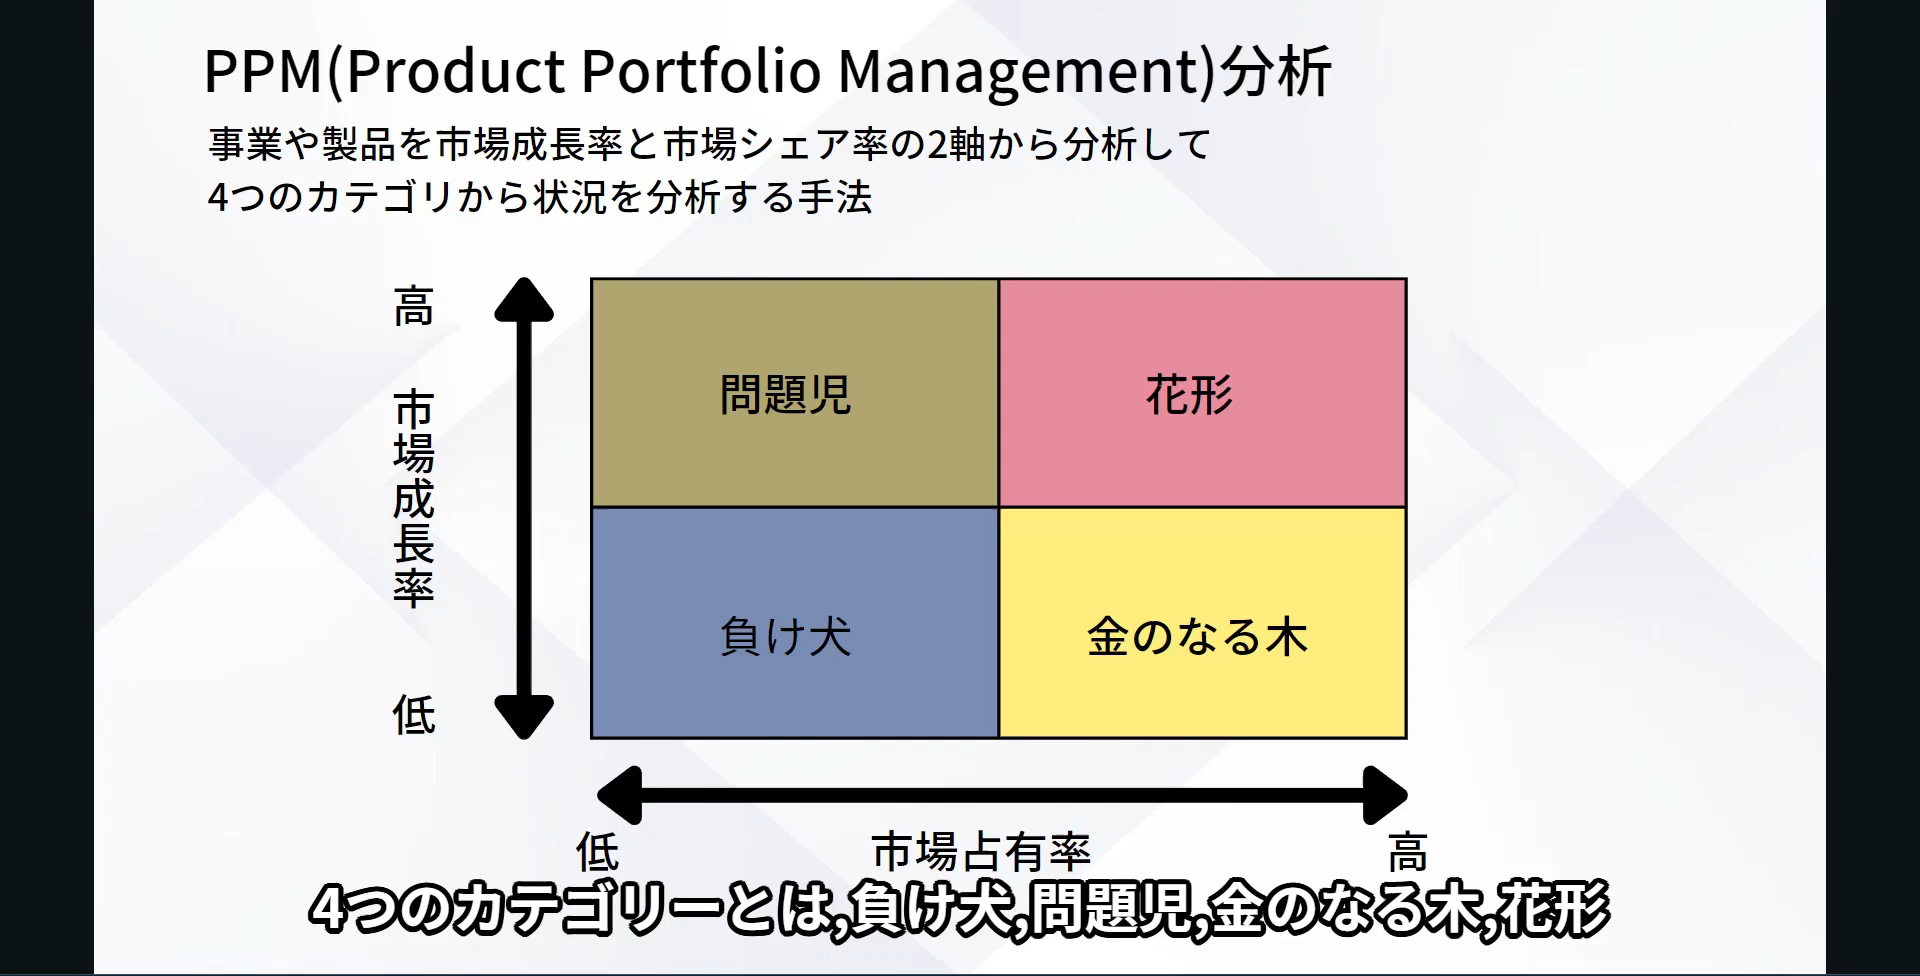 PPM(Product Portfolio Management)分析
事業や製品を市場成長率と市場シェア率の2軸から分析して
4つのカテゴリから状況を分析する手法
高
市場成長率
低
問題児
花形
負け犬
金のなる木
低
市場占有率
高
4つのカテゴリーとは,負け犬,問題児,金のなる木,花形